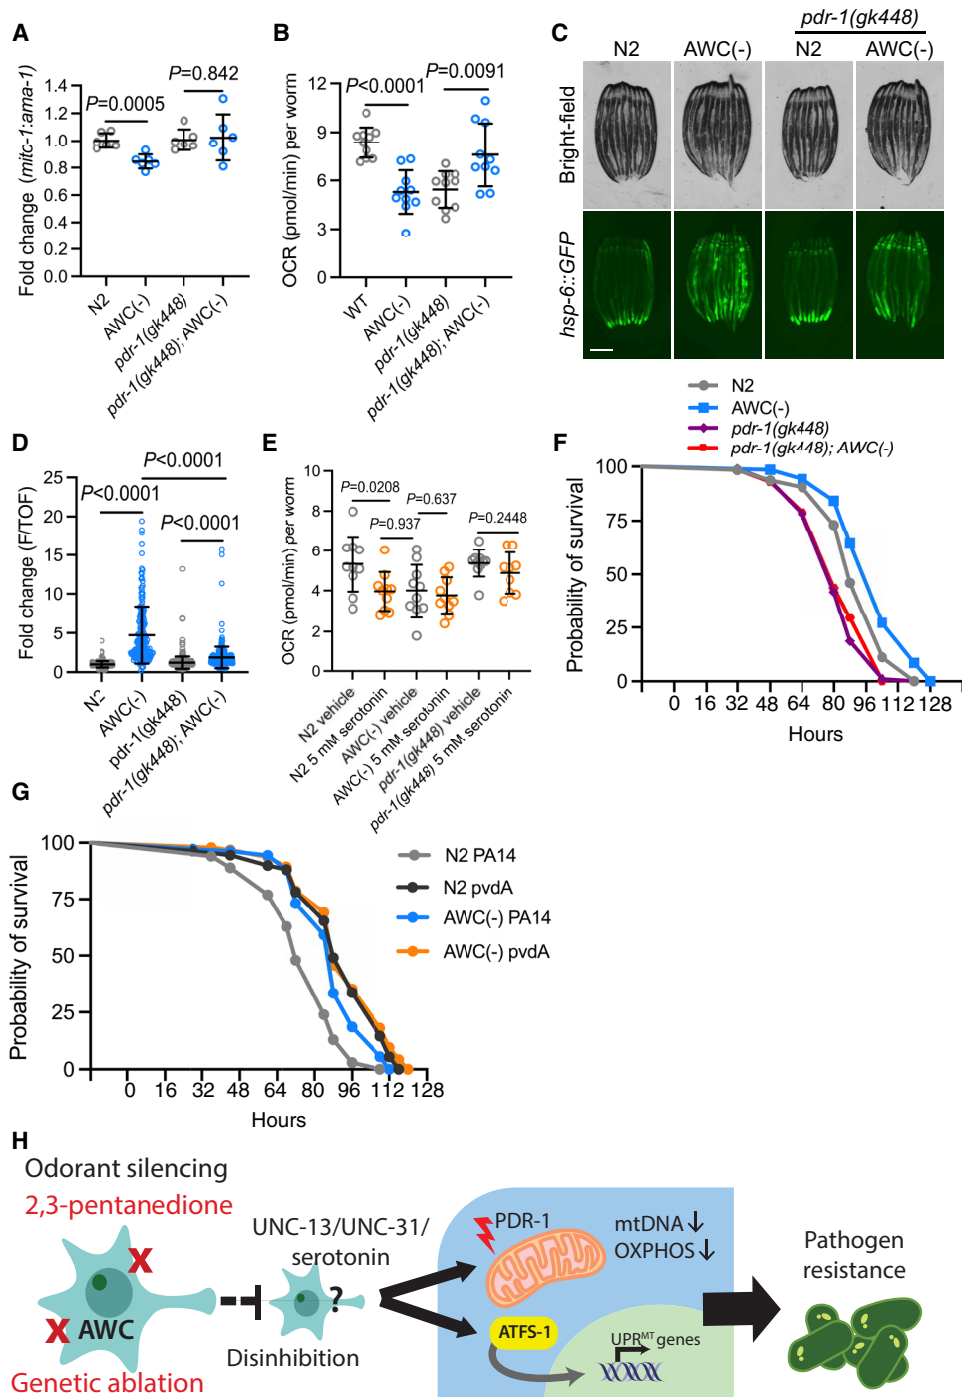 A
Fold change (mitc-1:ama-1)
1.4
1.2
1.0
0.8
0.6
0.4
0.2
0.0
P=0.0005
P=0.842
N2
AWC(-)
pdr-1(gk448)
pdr-1(gk448); AWC(-)
B
OCR (pmol/min) per worm
12
9
6
3
0
P<0.0001
P=0.0091
WT
AWC(-)
pdr-1(gk448)
pdr-1(gk448); AWC(-)
C
pdr-1(gk448)
N2
AWC(-)
N2
AWC(-)
Bright-field
hsp-6::GFP
D
Fold change (F/TOF)
25
20
15
10
5
0
P<0.0001
P<0.0001
P<0.0001
N2
AWC(-)
pdr-1(gk448)
pdr-1(gk448); AWC(-)
E
OCR (pmol/min) per worm
10
8
6
4
2
0
P=0.0208
P=0.937
P=0.637
P=0.2448
N2 vehicle
N2 5 mM serotonin
AWC(-) vehicle
AWC(-) 5 mM serotonin
pdr-1(gk448) vehicle
pdr-1(gk448) 5 mM serotonin
N2
AWC(-)
pdr-1(gk448)
pdr-1(gk448); AWC(-)
F
Probability of survival
100
75
50
25
0
0 16 32 48 64 80 96 112 128
Hours
G
Probability of survival
100
75
50
25
0
0 16 32 48 64 80 96 112 128
Hours
N2 PA14
N2 pvdA
AWC(-) PA14
AWC(-) pvdA
H
Odorant silencing
2,3-pentanedione
X
X
AWC
Genetic ablation
UNC-13/UNC-31/
serotonin
?
Disinhibition
PDR-1
mtDNA ↓
OXPHOS ↓
ATFS-1
UPRMT genes
Pathogen
resistance